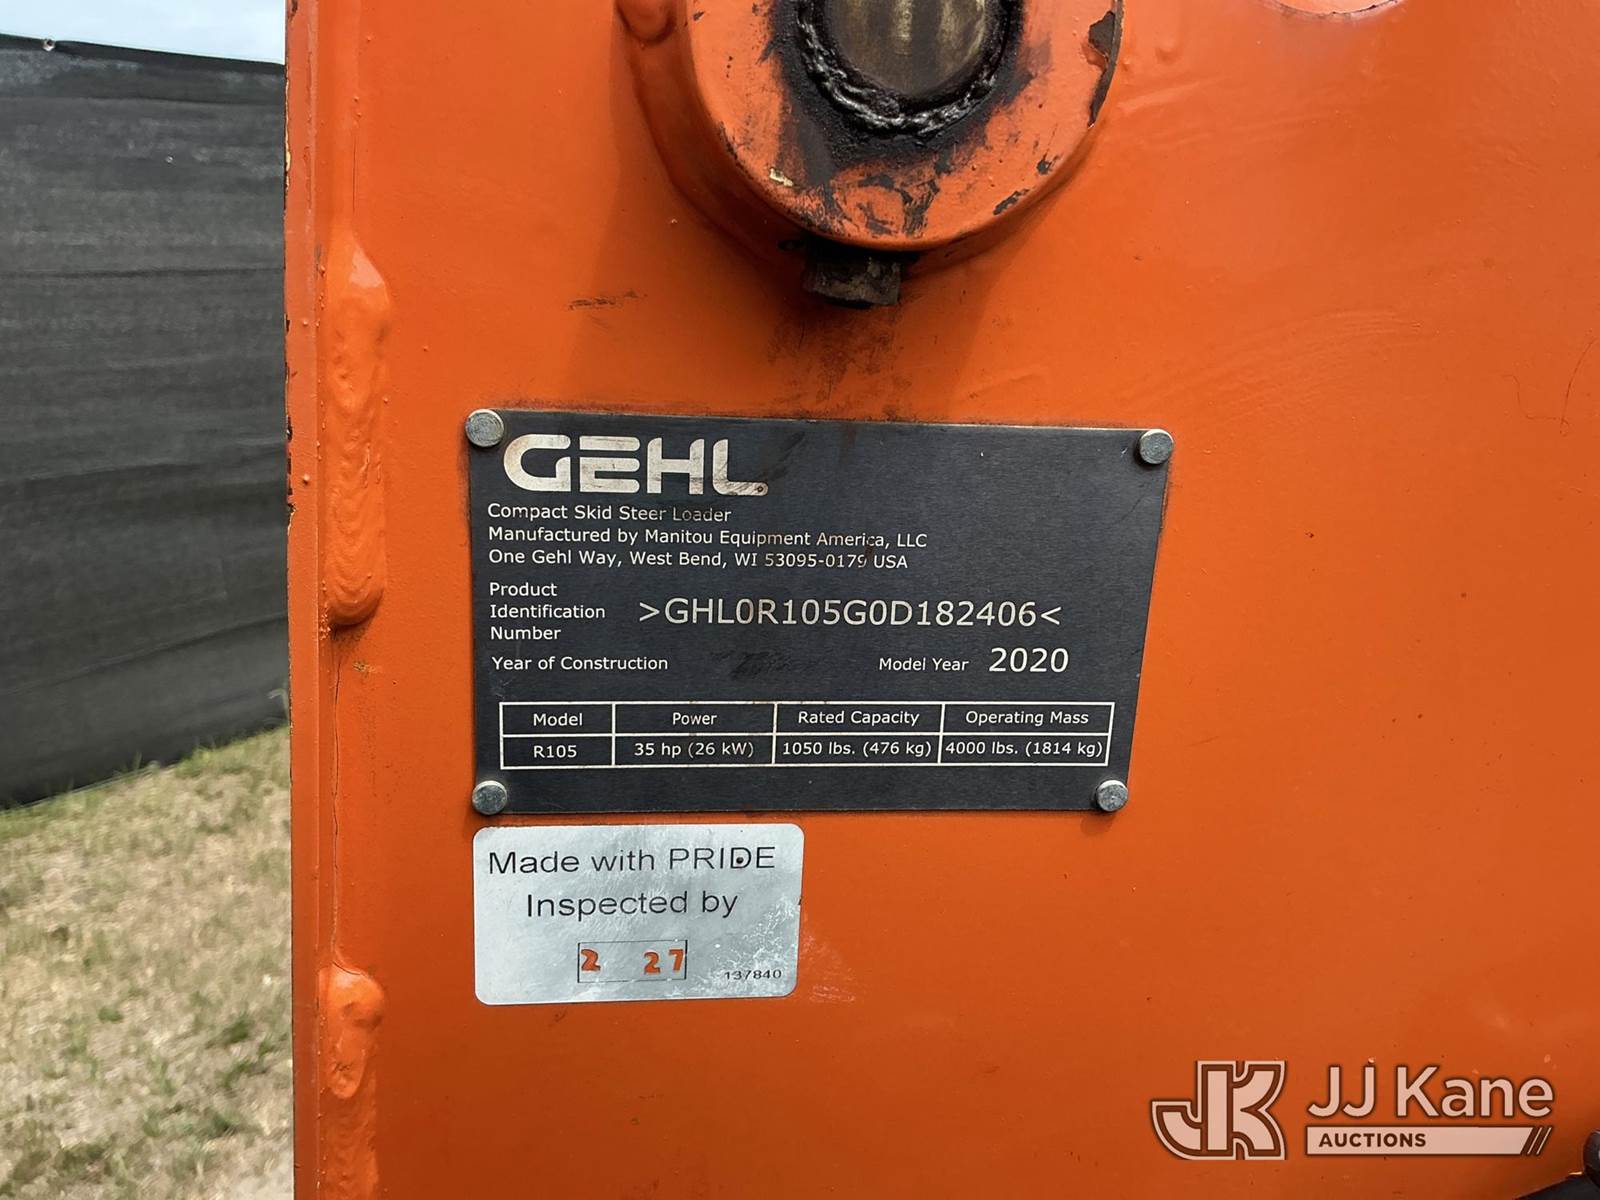 GEHL
Compact Skid Steer Loader
Manufactured by Manitou Equipment America, LLC
One Gehl Way, West Bend, WI 53095-0179 USA
Product
Identification
Number
>GHL0R105G0D182406<
Year of Construction
Model Year 2020
Model Power Rated Capacity Operating Mass
R105 35 hp (26 kW) 1050 lbs. (476 kg) 4000 lbs. (1814 kg)
Made with PRIDE
Inspected by
2 27
137840
JK JJ Kane
AUCTIONS